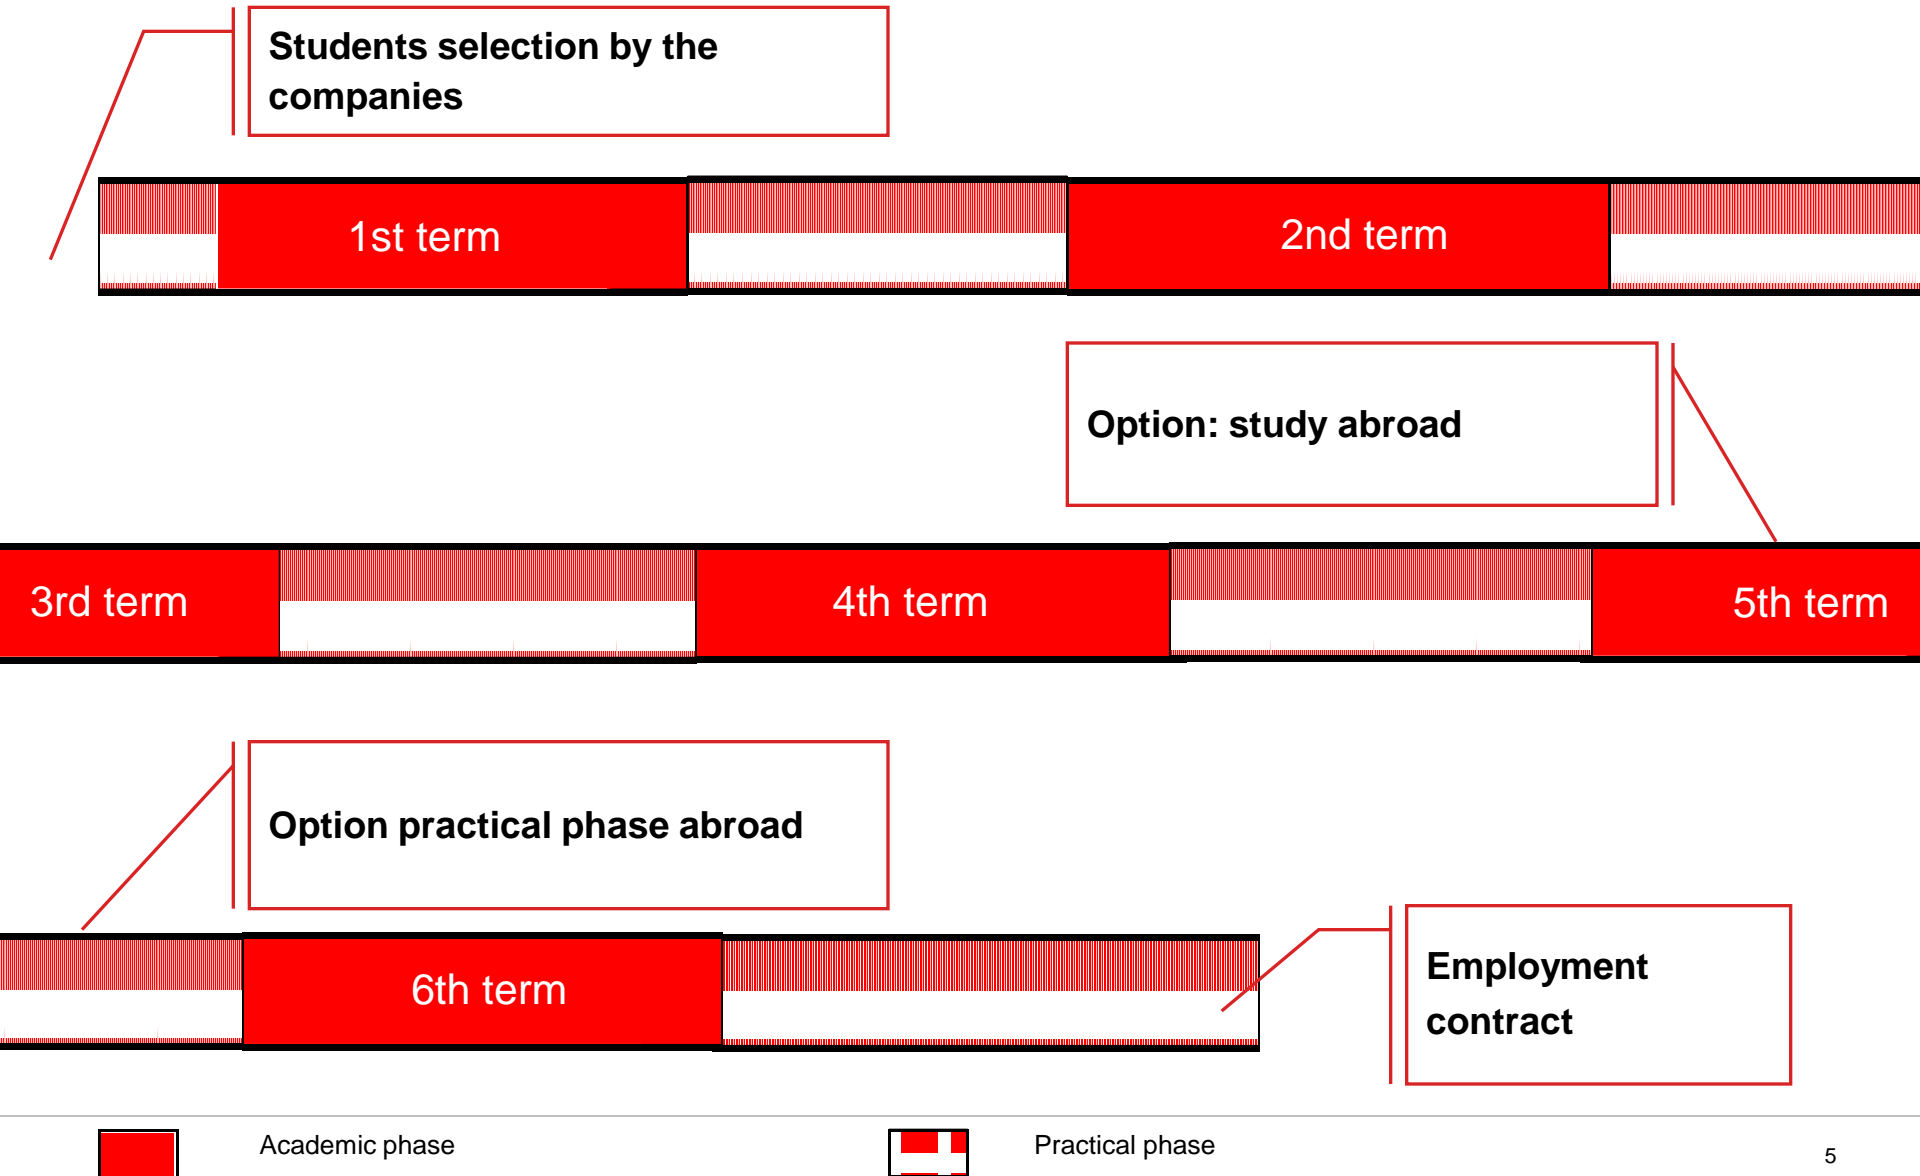 Students selection by the
companies
1st term
2nd term
Option: study abroad
3rd term
4th term
5th term
Option practical phase abroad
6th term
Employment
contract
Academic phase
Practical phase
5